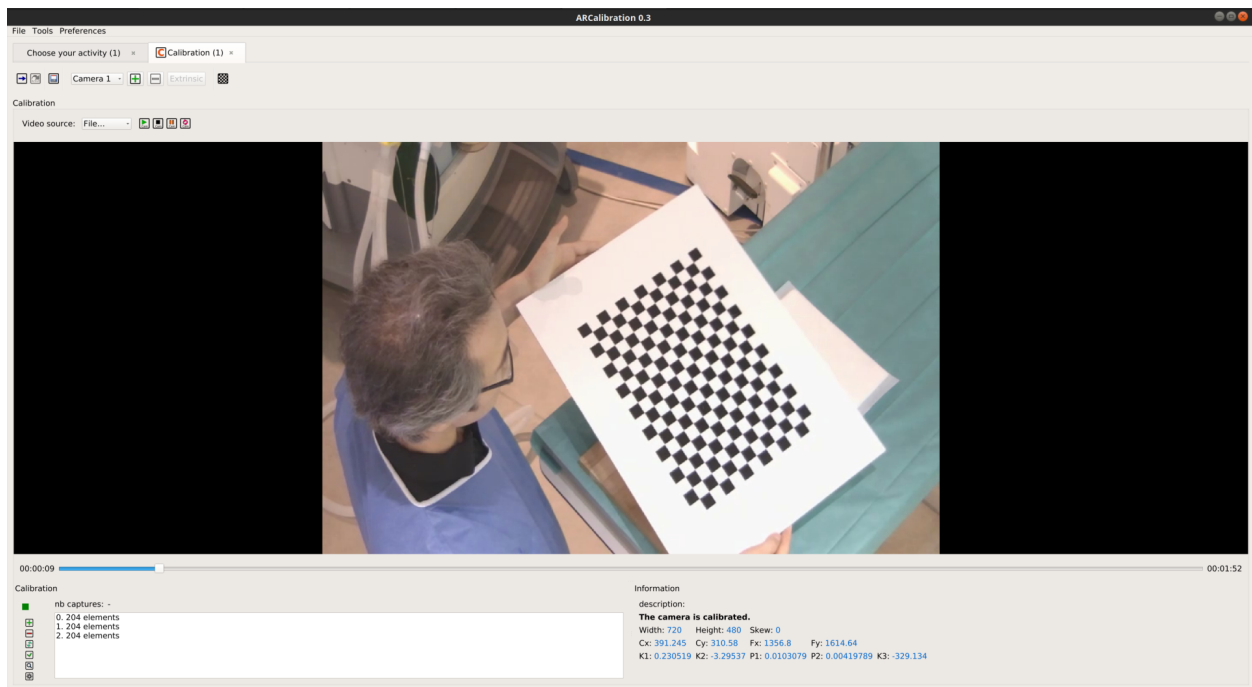 ARCalibration 0.3
File Tools Preferences
Choose your activity (1) Calibration (1)
Camera 1 Extrinsic
Calibration
Video source: File...
00:00:09 00:01:52
Calibration
nb captures: -
0. 204 elements
1. 204 elements
2. 204 elements
Information
description:
The camera is calibrated.
Width: 720 Height: 480 Skew: 0
Cx: 391.245 Cy: 310.58 Fx: 1356.8 Fy: 1614.64
K1: 0.230519 K2: -3.29537 P1: 0.0103079 P2: 0.00419789 K3: -329.134